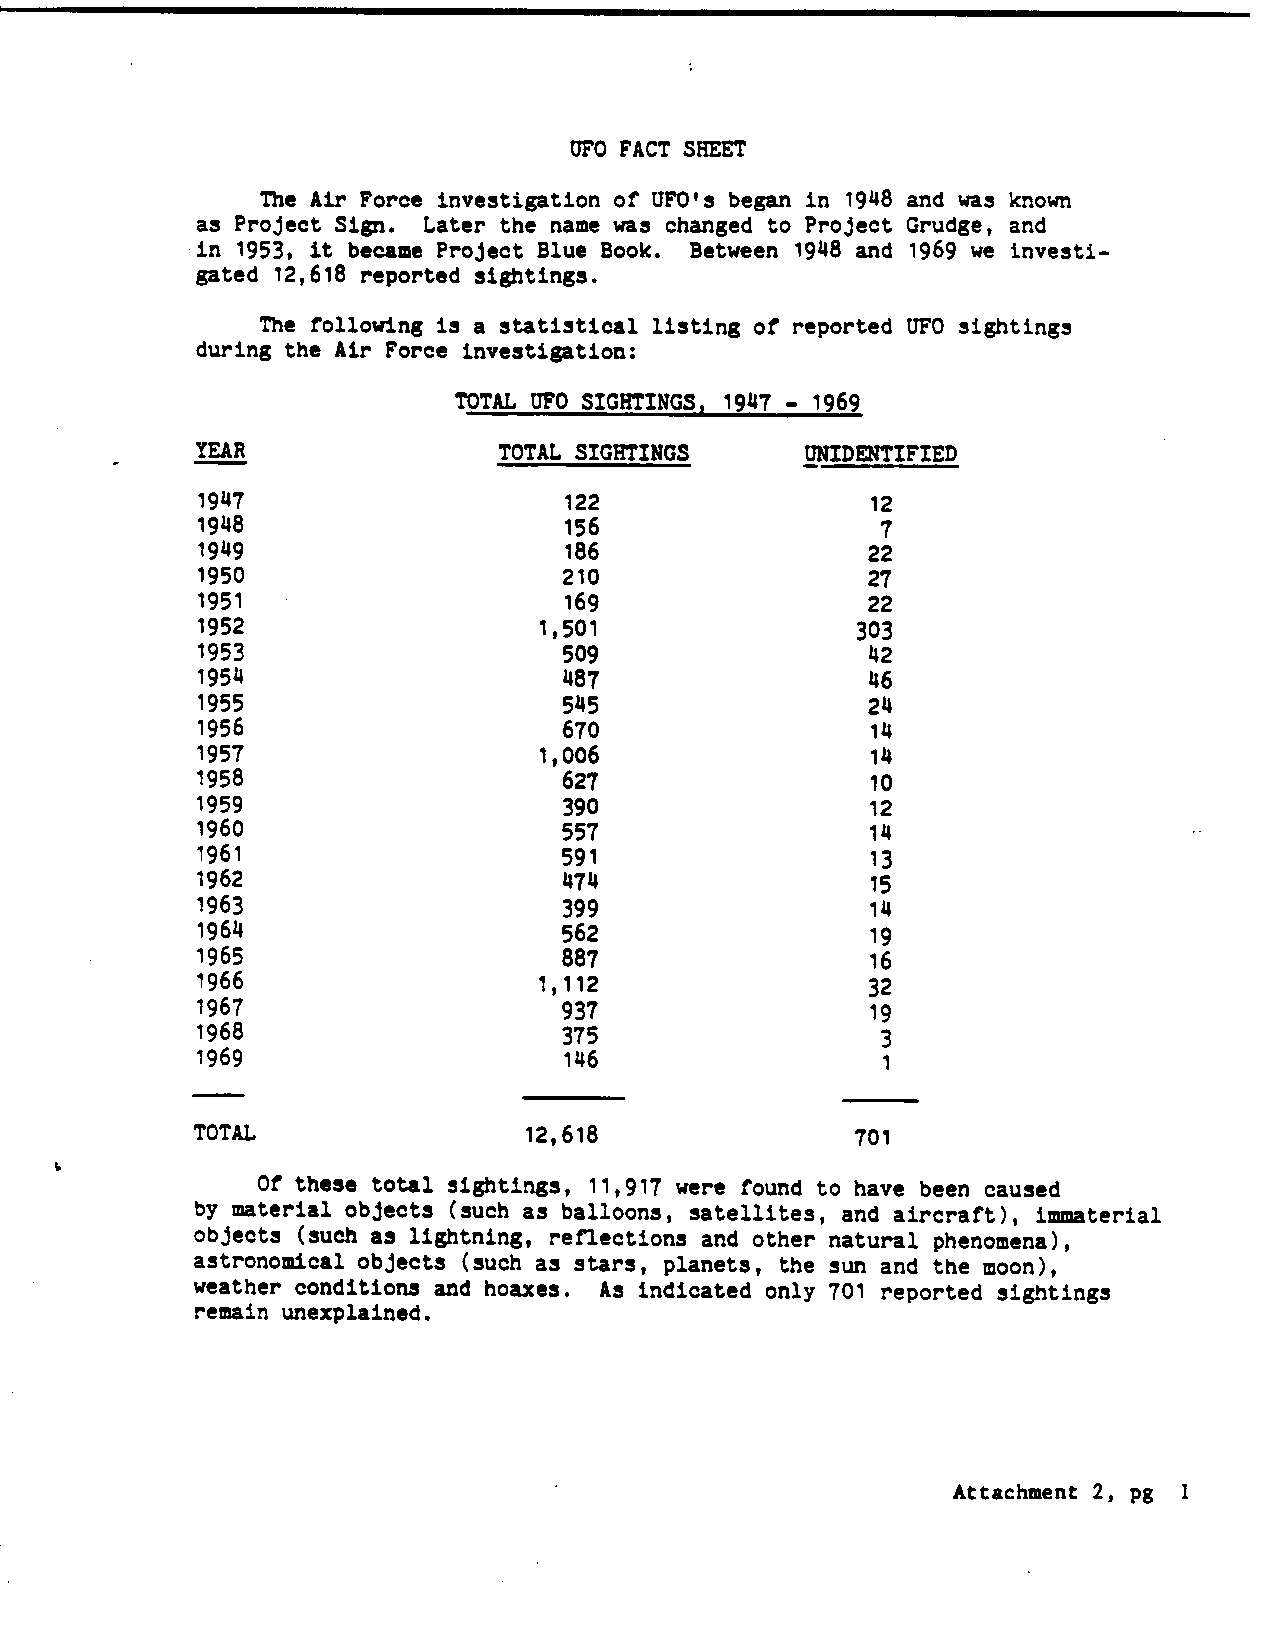 UFO FACT SHEET
The Air Force investigation of UFO's began in 1948 and was known
as Project Sign. Later the name was changed to Project Grudge, and
in 1953, it became Project Blue Book. Between 1948 and 1969 we investi-
gated 12,618 reported sightings.
The following is a statistical listing of reported UFO sightings
during the Air Force investigation:
TOTAL UFO SIGHTINGS, 1947 - 1969
YEAR TOTAL SIGHTINGS UNIDENTIFIED
1947 122 12
1948 156 7
1949 186 22
1950 210 27
1951 169 22
1952 1,501 303
1953 509 42
1954 487 46
1955 545 24
1956 670 14
1957 1,006 14
1958 627 10
1959 390 12
1960 557 14
1961 591 13
1962 474 15
1963 399 14
1964 562 19
1965 887 16
1966 1,112 32
1967 937 19
1968 375 3
1969 146 1
TOTAL 12,618 701
Of these total sightings, 11,917 were found to have been caused
by material objects (such as balloons, satellites, and aircraft), immaterial
objects (such as lightning, reflections and other natural phenomena),
astronomical objects (such as stars, planets, the sun and the moon),
weather conditions and hoaxes. As indicated only 701 reported sightings
remain unexplained.
Attachment 2, pg 1